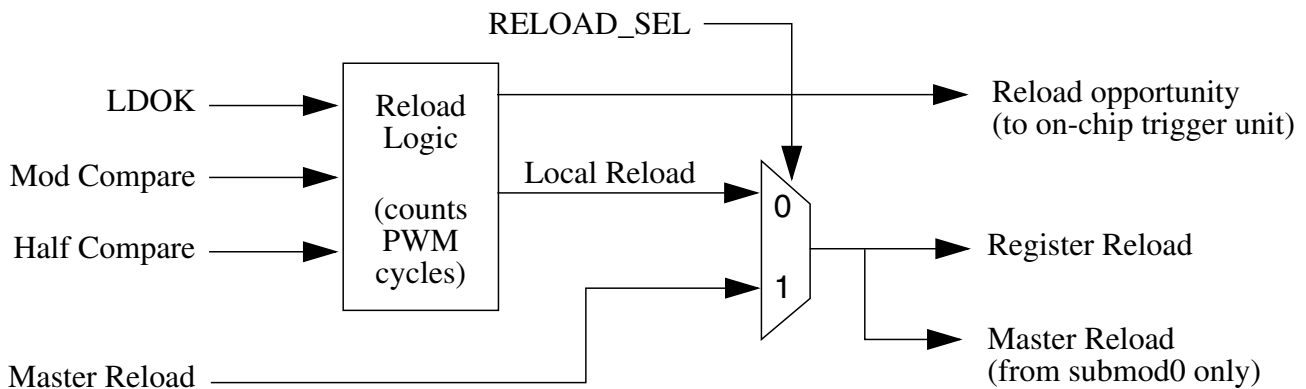 RELOAD_SEL
LDOK
Mod Compare
Half Compare
Master Reload
Reload
Logic
(counts
PWM
cycles)
Local Reload
0
1
Reload opportunity
(to on-chip trigger unit)
Register Reload
Master Reload
(from submod0 only)